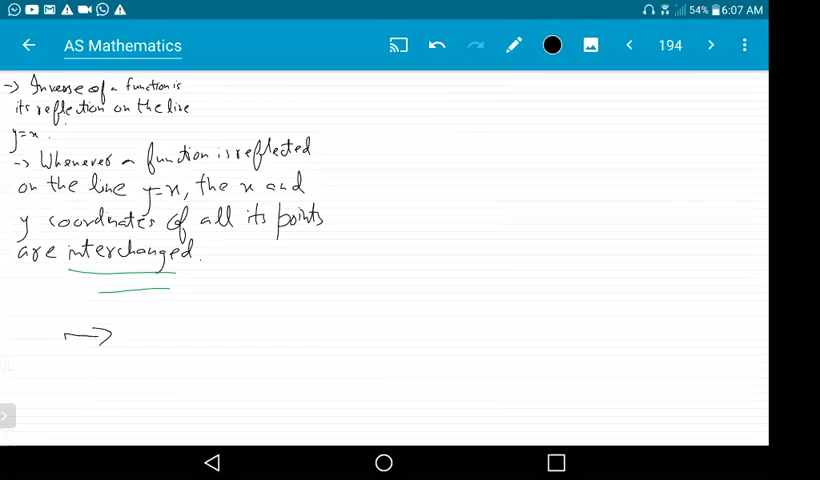 54% 6:07 AM
AS Mathematics
194
→ Inverse of a function is
its reflection on the line
y=x.
→ Whenever a function is reflected
on the line y=x, the x and
y coordinates of all its points
are interchanged.
→